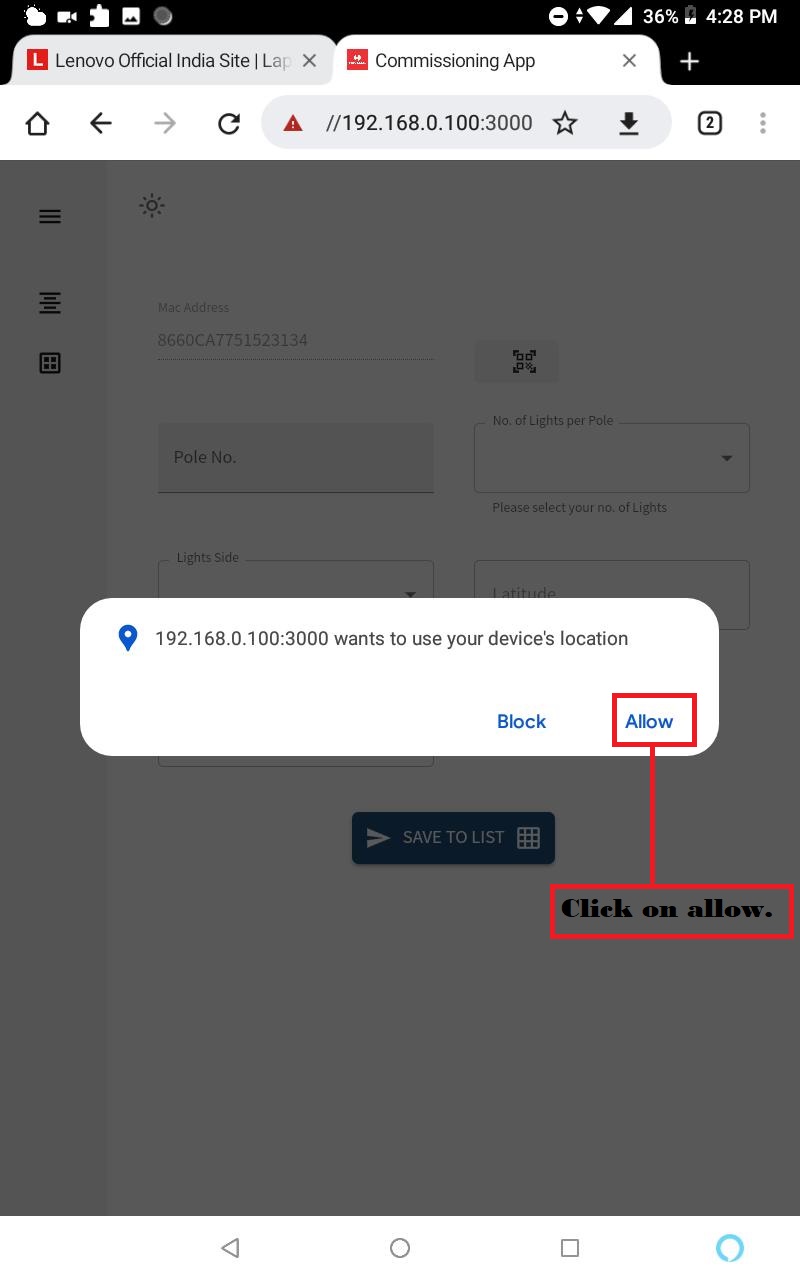 36% 4:28 PM
L Lenovo Official India Site | Lap
Commissioning App
//192.168.0.100:3000
2
Mac Address
8660CA7751523134
Pole No.
No. of Lights per Pole
Please select your no. of Lights
Lights Side
Latitude
192.168.0.100:3000 wants to use your device's location
Block
Allow
SAVE TO LIST
Click on allow.